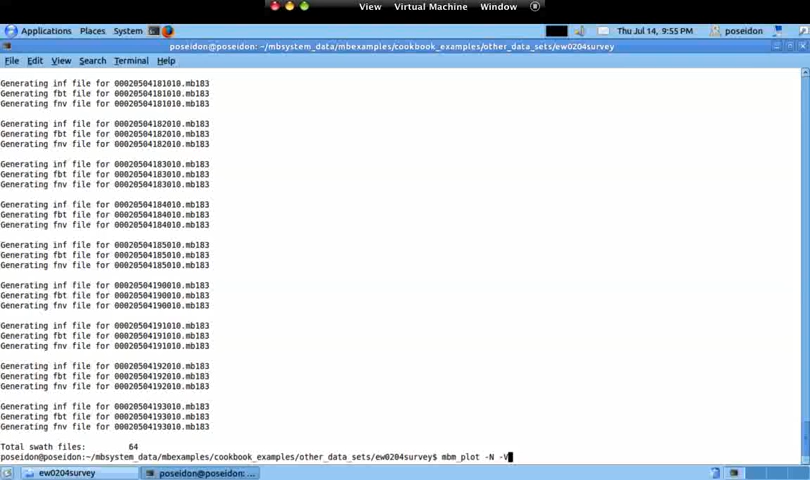 View Virtual Machine Window
Applications Places System Thu Jul 14, 9:55 PM poseidon
poseidon@poseidon: ~/mbsystem_data/mbexamples/cookbook_examples/other_data_sets/ew0204survey
File Edit View Search Terminal Help
Generating inf file for 00020504181010.mb183
Generating fbt file for 00020504181010.mb183
Generating fnv file for 00020504181010.mb183
Generating inf file for 00020504182010.mb183
Generating fbt file for 00020504182010.mb183
Generating fnv file for 00020504182010.mb183
Generating inf file for 00020504183010.mb183
Generating fbt file for 00020504183010.mb183
Generating fnv file for 00020504183010.mb183
Generating inf file for 00020504184010.mb183
Generating fbt file for 00020504184010.mb183
Generating fnv file for 00020504184010.mb183
Generating inf file for 00020504185010.mb183
Generating fbt file for 00020504185010.mb183
Generating fnv file for 00020504185010.mb183
Generating inf file for 00020504190010.mb183
Generating fbt file for 00020504190010.mb183
Generating fnv file for 00020504190010.mb183
Generating inf file for 00020504191010.mb183
Generating fbt file for 00020504191010.mb183
Generating fnv file for 00020504191010.mb183
Generating inf file for 00020504192010.mb183
Generating fbt file for 00020504192010.mb183
Generating fnv file for 00020504192010.mb183
Generating inf file for 00020504193010.mb183
Generating fbt file for 00020504193010.mb183
Generating fnv file for 00020504193010.mb183
Total swath files: 64
poseidon@poseidon:~/mbsystem_data/mbexamples/cookbook_examples/other_data_sets/ew0204survey$ mbm_plot -N -V
ew0204survey poseidon@poseidon: ~/mbsystem_...